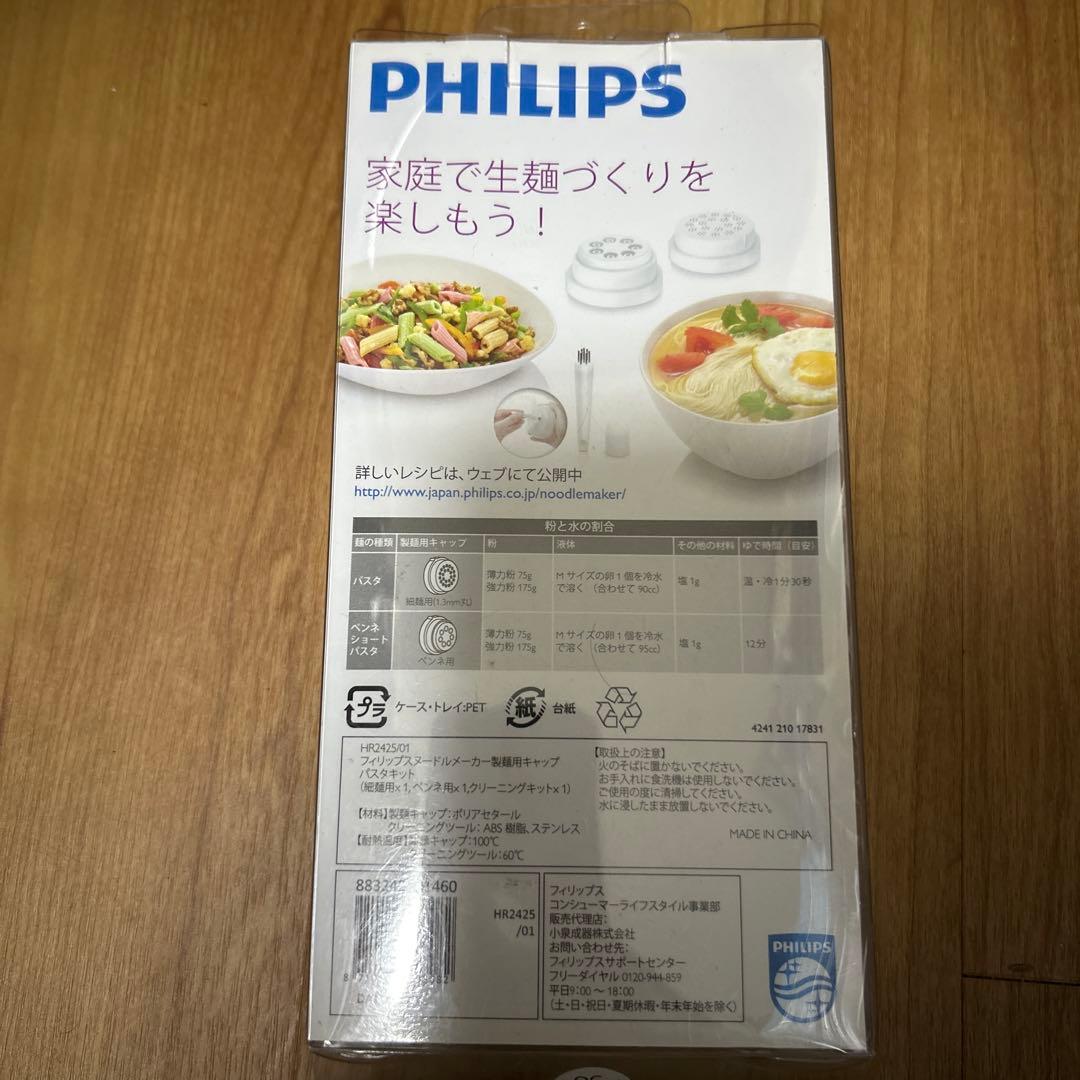 PHILIPS
家庭で生麺づくりを
楽しもう！
詳しいレシピは、ウェブにて公開中
http://www.japan.philips.co.jp/noodlemaker/
粉と水の割合
麺の種類 製麺用キャップ 粉 液体 その他の材料 ゆで時間（目安）
パスタ
細麺用(1.3mm丸)
薄力粉 75g
強力粉 175g
M サイズの卵 1 個を冷水
で溶く （合わせて 90cc）
塩 1g
温・冷1分30秒
ペンネ
ショート
パスタ
ペンネ用
薄力粉 75g
強力粉 175g
M サイズの卵 1 個を冷水
で溶く （合わせて 95cc）
塩 1g
12分
プラ ケース・トレイ:PET 紙 台紙
4241 210 17831
HR2425/01
フィリップスヌードルメーカー製麺用キャップ
パスタキット
（細麺用x 1, ペンネ用x 1,クリーニングキットx 1）
【材料】製麺キャップ：ポリアセタール
クリーニングツール： ABS 樹脂、ステンレス
【耐熱温度】製麺キャップ：100℃
クリーニングツール：60℃
【取扱上の注意】
火のそばに置かないでください。
お手入れに食洗機は使用しないでください。
ご使用の度に清掃してください。
水に浸したまま放置しないでください。
MADE IN CHINA
HR2425
/01
フィリップス
コンシューマーライフスタイル事業部
販売代理店：
小泉成器株式会社
お問い合わせ先：
フィリップスサポートセンター
フリーダイヤル 0120-944-859
平日9：00 ～ 18：00
（土・日・祝日・夏期休暇・年末年始を除く）
PHILIPS